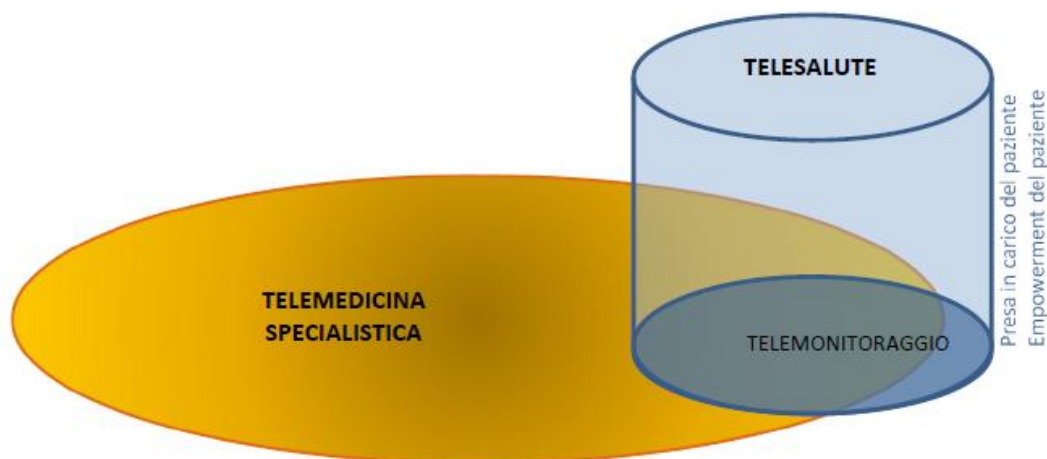 TELESALUTE
TELEMEDICINA
SPECIALISTICA
TELEMONITORAGGIO
Presa in carico del paziente
Empowerment del paziente